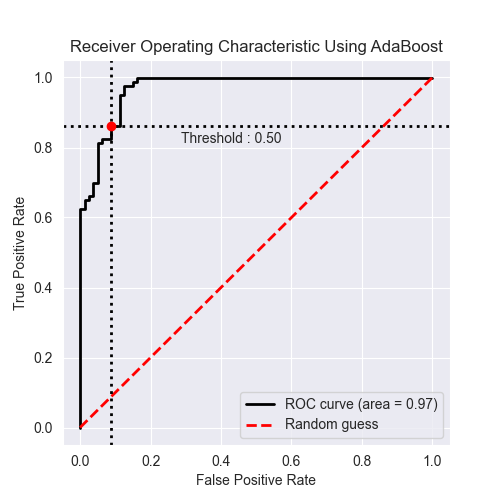 Receiver Operating Characteristic Using AdaBoost
1.0
0.8
0.6
0.4
0.2
0.0
True Positive Rate
Threshold : 0.50
ROC curve (area = 0.97)
Random guess
0.0 0.2 0.4 0.6 0.8 1.0
False Positive Rate